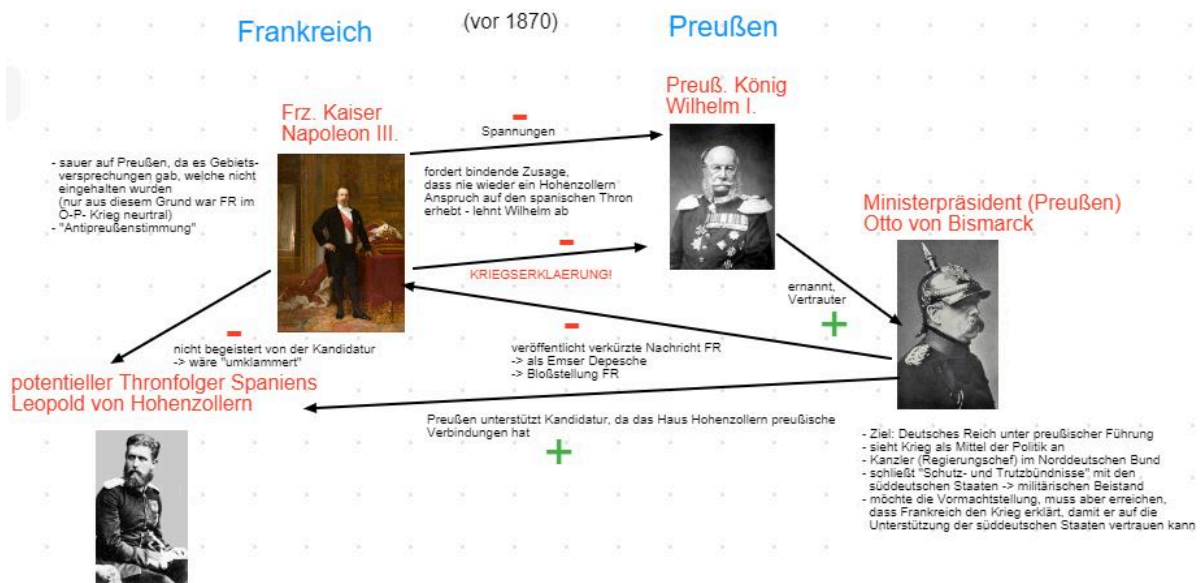 Frankreich
(vor 1870)
Preußen
Frz. Kaiser
Napoleon III.
Preuß. König
Wilhelm I.
Spannungen
- sauer auf Preußen, da es Gebiets-
versprechungen gab, welche nicht
eingehalten wurden
(nur aus diesem Grund war FR im
Ö-P- Krieg neurtral)
- "Antipreußenstimmung"
fordert bindende Zusage,
dass nie wieder ein Hohenzollern
Anspruch auf den spanischen Thron
erhebt - lehnt Wilhelm ab
Ministerpräsident (Preußen)
Otto von Bismarck
KRIEGSERKLAERUNG!
ernannt,
Vertrauter
nicht begeistert von der Kandidatur
-> wäre "umklammert"
veröffentlicht verkürzte Nachricht FR
-> als Emser Depesche
-> Bloßstellung FR
potentieller Thronfolger Spaniens
Leopold von Hohenzollern
Preußen unterstützt Kandidatur, da das Haus Hohenzollern preußische
Verbindungen hat
- Ziel: Deutsches Reich unter preußischer Führung
- sieht Krieg als Mittel der Politik an
- Kanzler (Regierungschef) im Norddeutschen Bund
- schließt "Schutz- und Trutzbündnisse" mit den
süddeutschen Staaten -> militärischen Beistand
- möchte die Vormachtstellung, muss aber erreichen,
dass Frankreich den Krieg erklärt, damit er auf die
Unterstützung der süddeutschen Staaten vertrauen kann